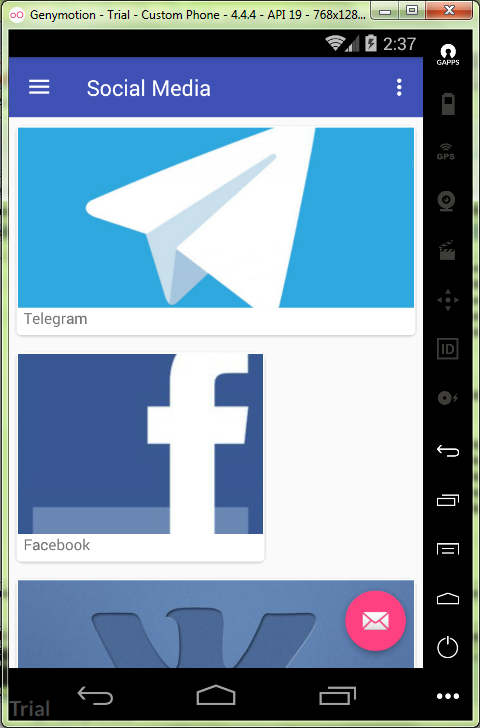 Genymotion - Trial - Custom Phone - 4.4.4 - API 19 - 768x128...
2:37
GAPPS
Social Media
GPS
Telegram
ID
f
Facebook
Trial